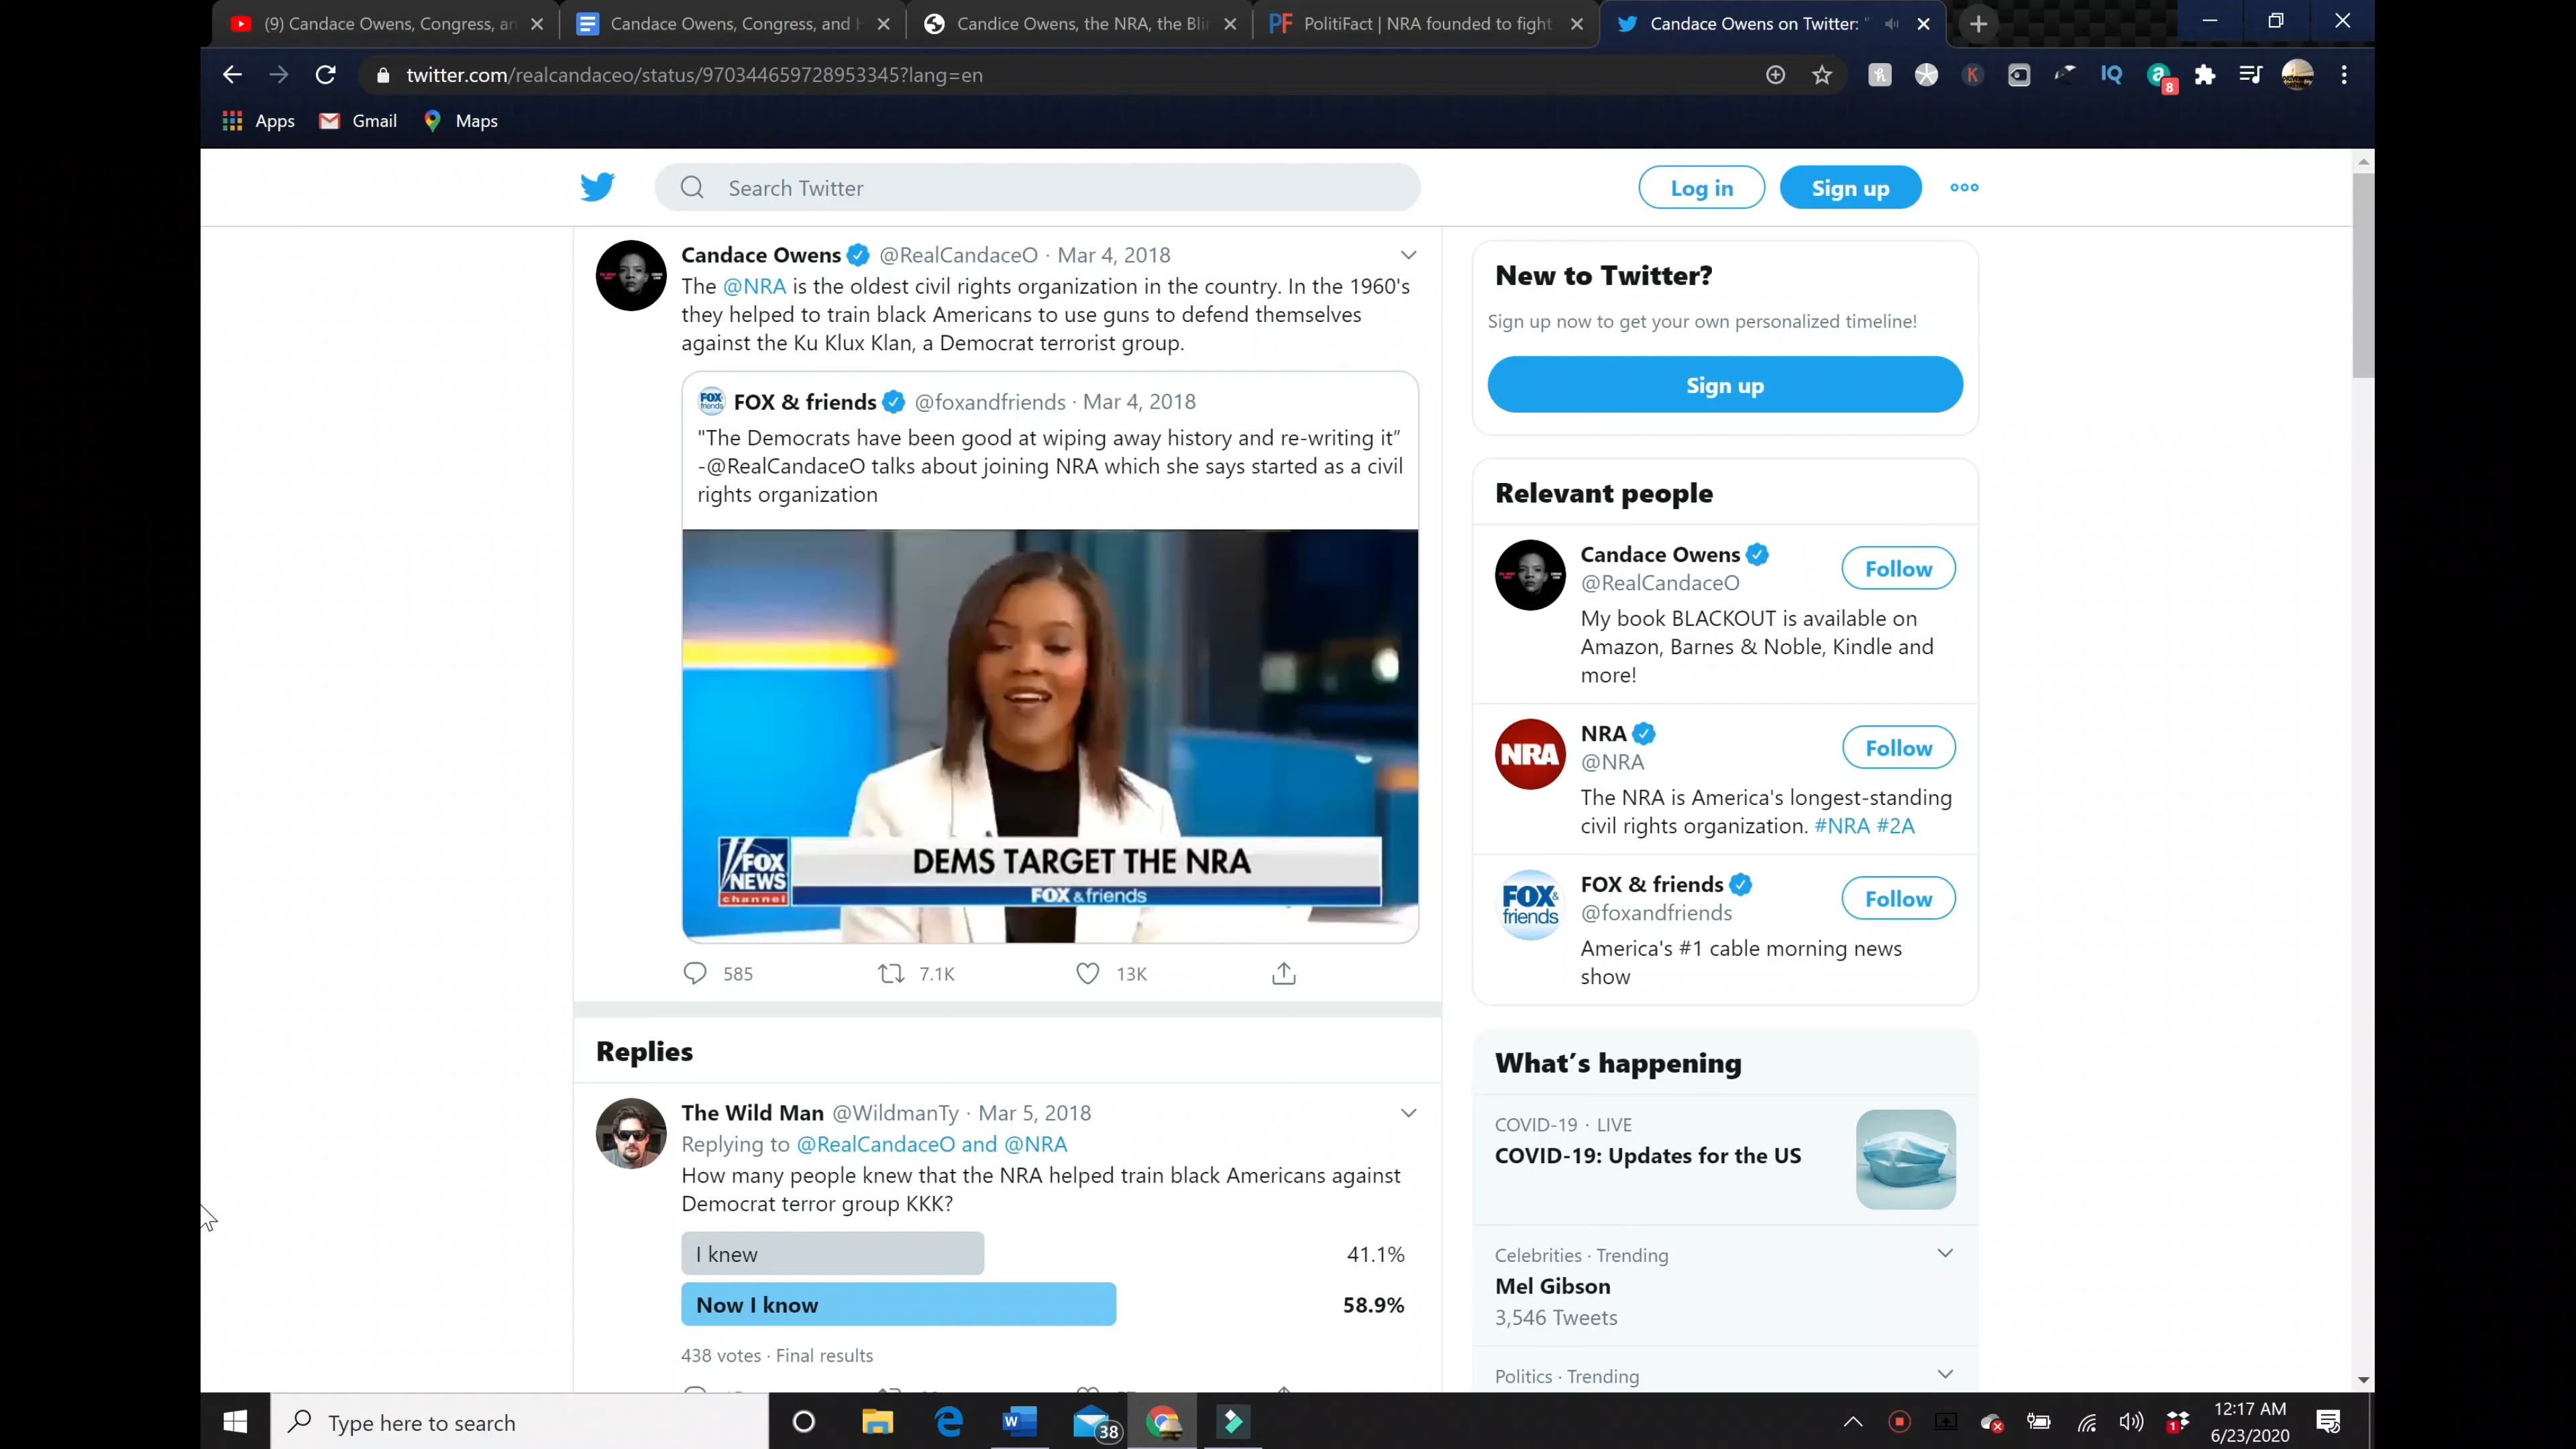 (9) Candace Owens, Congress, an
Candace Owens, Congress, and H
Candice Owens, the NRA, the Bli
PF PolitiFact | NRA founded to fight
Candace Owens on Twitter: "
twitter.com/realcandaceo/status/970344659728953345?lang=en
K
IQ
a
8
Apps
Gmail
Maps
Search Twitter
Log in
Sign up
Candace Owens @RealCandaceO · Mar 4, 2018
The @NRA is the oldest civil rights organization in the country. In the 1960's
they helped to train black Americans to use guns to defend themselves
against the Ku Klux Klan, a Democrat terrorist group.
FOX friends
FOX & friends @foxandfriends · Mar 4, 2018
"The Democrats have been good at wiping away history and re-writing it”
-@RealCandaceO talks about joining NRA which she says started as a civil
rights organization
FOX
NEWS
channel
DEMS TARGET THE NRA
FOX & friends
585
7.1K
13K
Replies
The Wild Man @WildmanTy · Mar 5, 2018
Replying to @RealCandaceO and @NRA
How many people knew that the NRA helped train black Americans against
Democrat terror group KKK?
I knew 41.1%
Now I know 58.9%
438 votes · Final results
New to Twitter?
Sign up now to get your own personalized timeline!
Sign up
Relevant people
Candace Owens
@RealCandaceO
Follow
My book BLACKOUT is available on
Amazon, Barnes & Noble, Kindle and
more!
NRA
NRA
@NRA
Follow
The NRA is America's longest-standing
civil rights organization. #NRA #2A
FOX &
friends
FOX & friends
@foxandfriends
Follow
America's #1 cable morning news
show
What’s happening
COVID-19 · LIVE
COVID-19: Updates for the US
Celebrities · Trending
Mel Gibson
3,546 Tweets
Politics · Trending
Type here to search
W
38
1
12:17 AM
6/23/2020